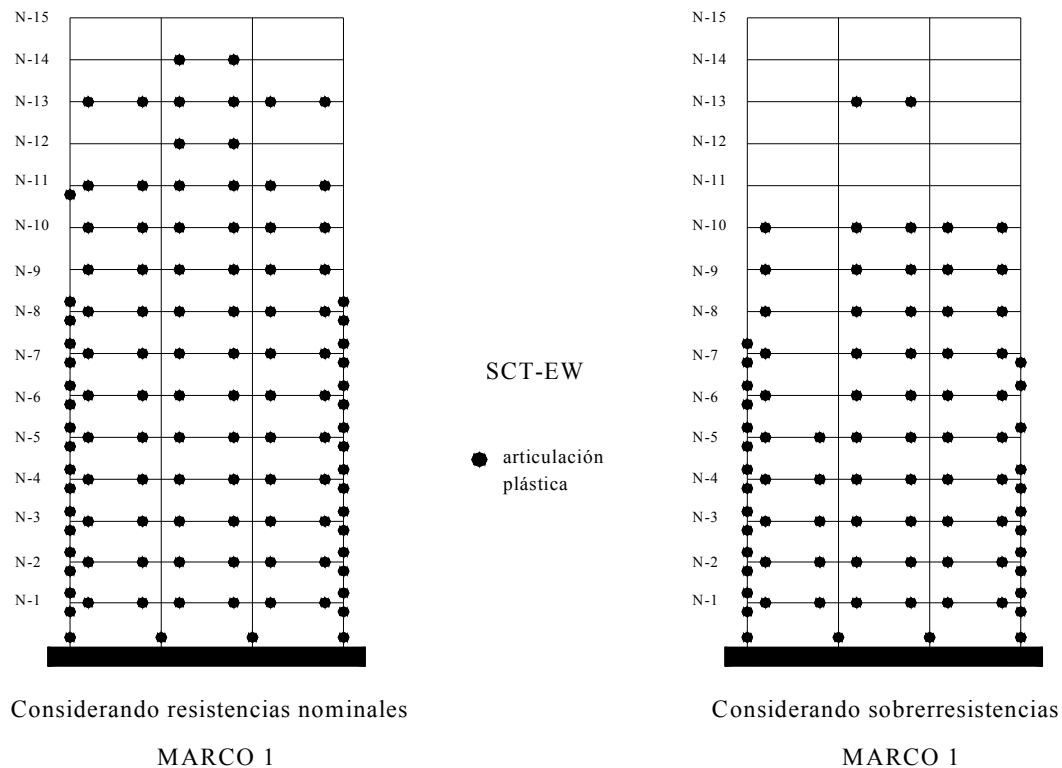 N-15
N-14
N-13
N-12
N-11
N-10
N-9
N-8
N-7
N-6
N-5
N-4
N-3
N-2
N-1
Considerando resistencias nominales
MARCO 1
SCT-EW
articulación
plástica
N-15
N-14
N-13
N-12
N-11
N-10
N-9
N-8
N-7
N-6
N-5
N-4
N-3
N-2
N-1
Considerando sobrerresistencias
MARCO 1